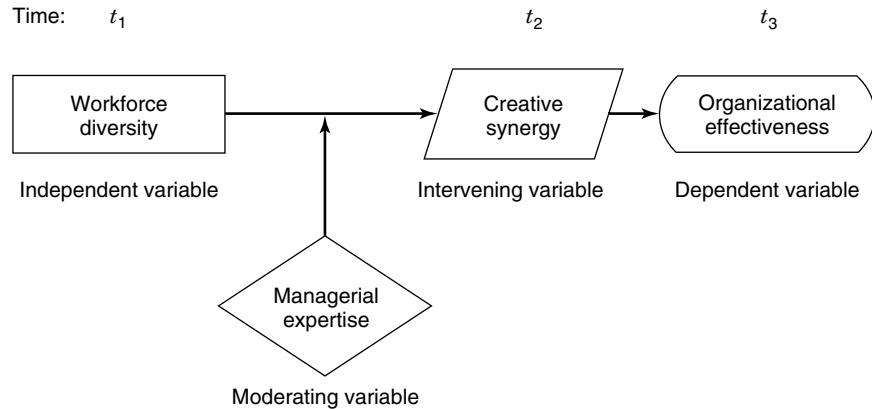 Time: t1 t2 t3
Workforce
diversity
Creative
synergy
Organizational
effectiveness
Independent variable
Intervening variable
Dependent variable
Managerial
expertise
Moderating variable